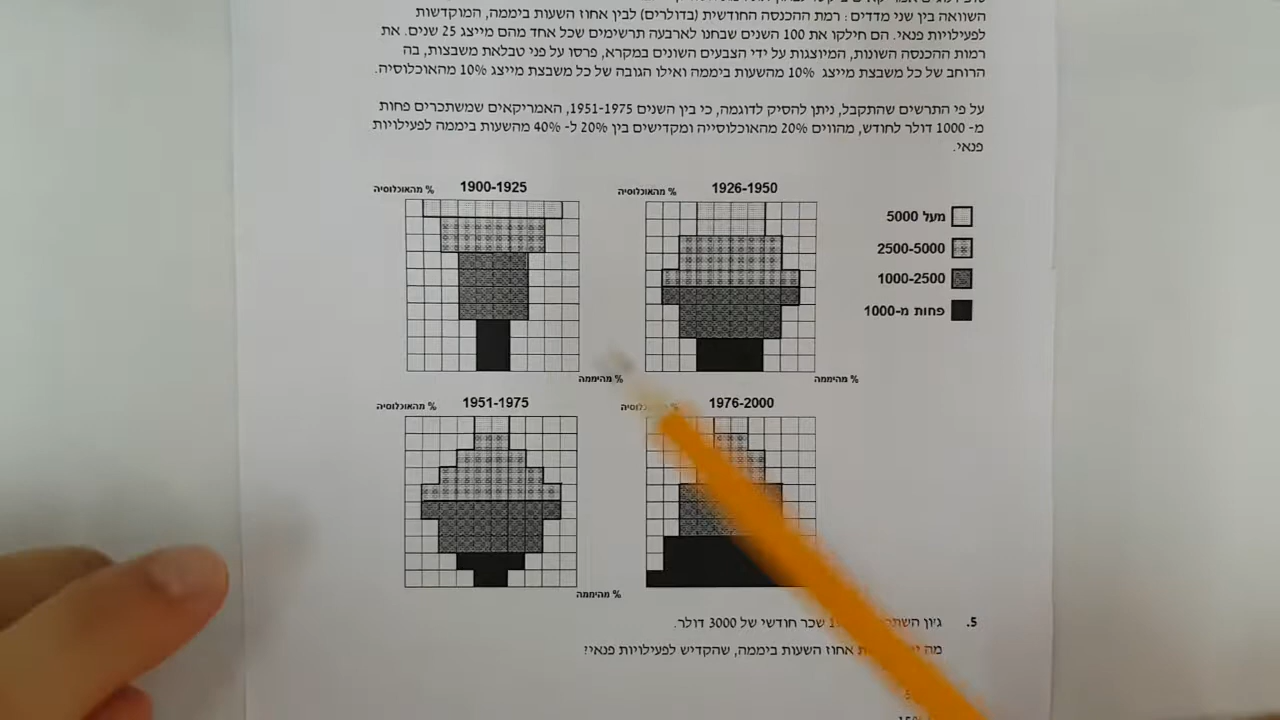 השוואה בין שני מדדים: רמת ההכנסה החודשית (בדולרים) לבין אחוז השעות ביממה, המוקדשות
לפעילויות פנאי. הם חילקו את 100 השנים שבחנו לארבעה תרשימים שכל אחד מהם מייצג 25 שנים. את
רמות ההכנסה השונות, המיוצגות על ידי הצבעים השונים במקרא, פרסו על פני טבלאת משבצות, בה
הרוחב של כל משבצת מייצג 10% מהשעות ביממה ואילו הגובה של כל משבצת מייצג 10% מהאוכלוסיה.
על פי התרשים שהתקבל, ניתן להסיק לדוגמה, כי בין השנים 1951-1975, האמריקאים שמשתכרים פחות
מ- 1000 דולר לחודש, מהווים 20% מהאוכלוסייה ומקדישים בין 20% ל- 40% מהשעות ביממה לפעילויות
פנאי.
% מהאוכלוסיה 1900-1925
% מהאוכלוסיה 1926-1950
מעל 5000
2500-5000
1000-2500
פחות מ-1000
% מהיממה
% מהיממה
% מהאוכלוסיה 1951-1975
1976-2000
% מהיממה
5. ג'ון השתכר שכר חודשי של 3000 דולר.
מה אחוז השעות ביממה, שהקדיש לפעילויות פנאי?